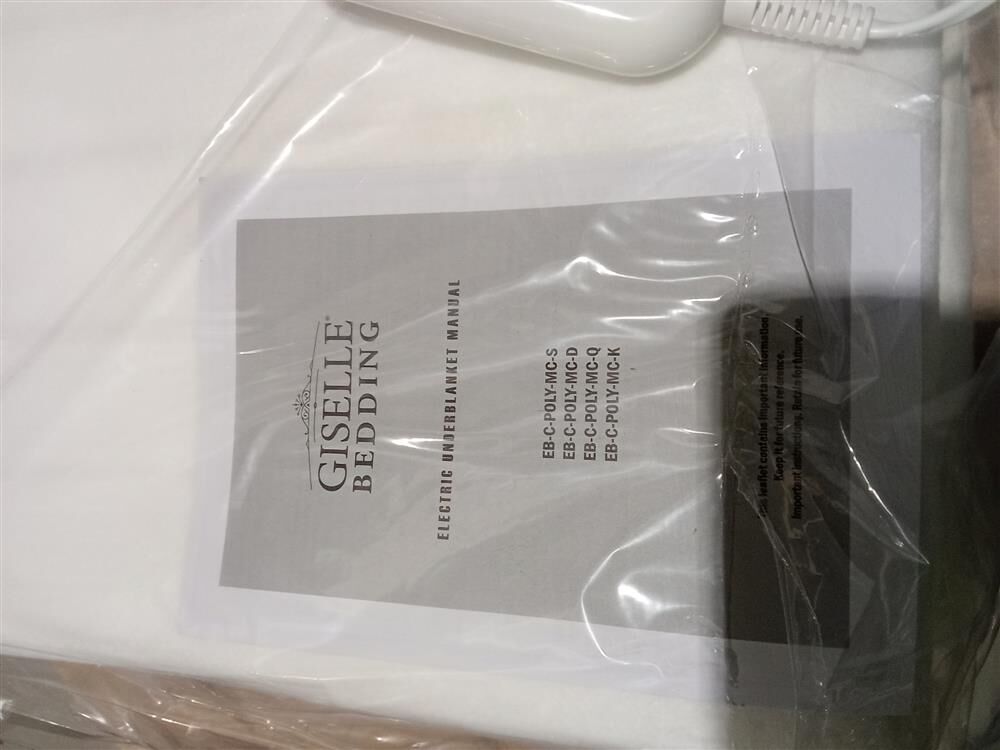 GISELLE®
BEDDING
ELECTRIC UNDERBLANKET MANUAL
EB-C-POLY-MC-S
EB-C-POLY-MC-D
EB-C-POLY-MC-Q
EB-C-POLY-MC-K
This leaflet contains important information.
Keep it for future reference.
Important instructions. Retain for future use.